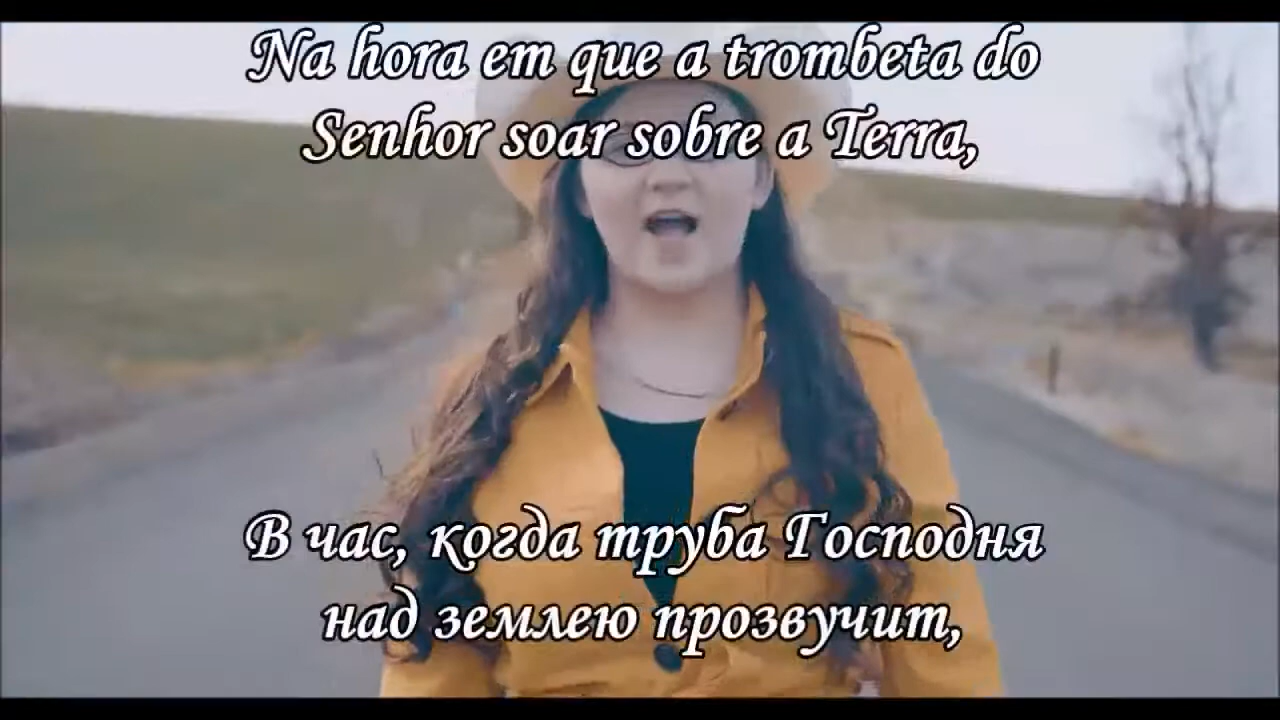 Na hora em que a trombeta do
Senhor soar sobre a Terra,
В час, когда труба Господня
над землею прозвучит,